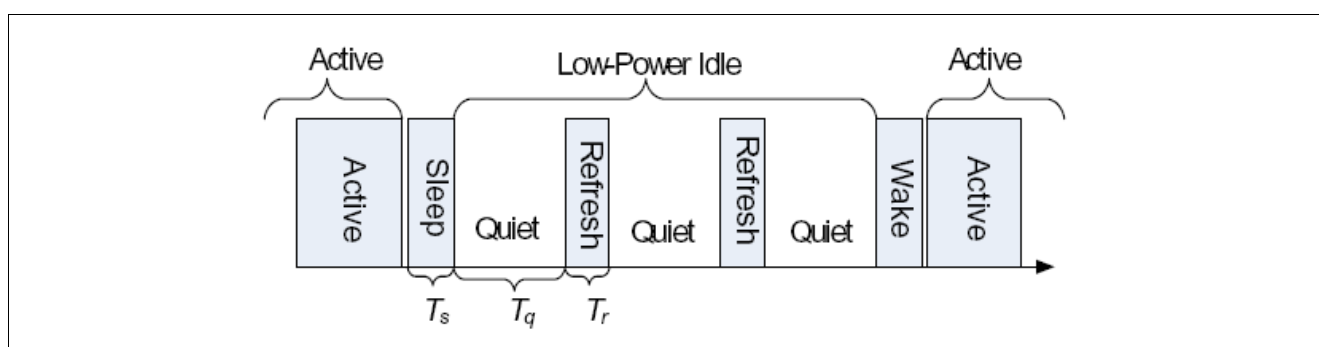 Active
Low-Power Idle
Active
Active
Sleep
Quiet
Refresh
Quiet
Refresh
Quiet
Wake
Active
Ts
Tq
Tr